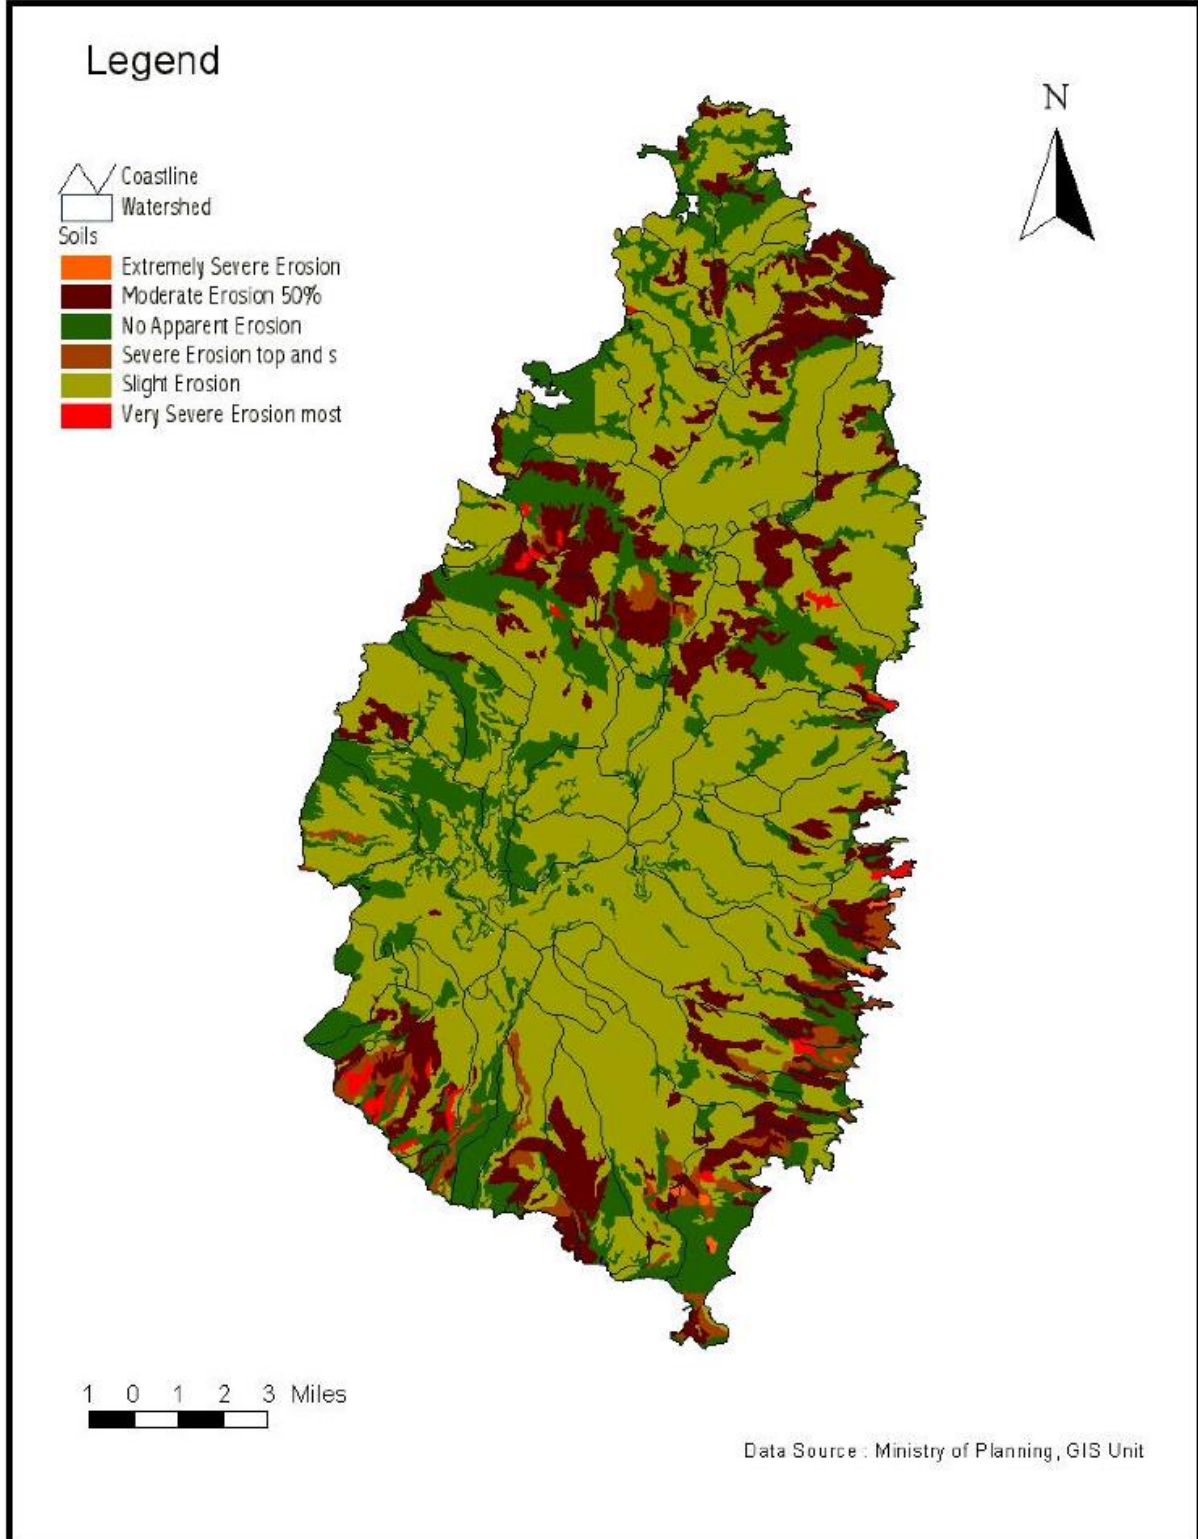 Legend
N
Coastline
Watershed
Soils
Extremely Severe Erosion
Moderate Erosion 50%
No Apparent Erosion
Severe Erosion top and s
Slight Erosion
Very Severe Erosion most
1 0 1 2 3 Miles
Data Source : Ministry of Planning, GIS Unit